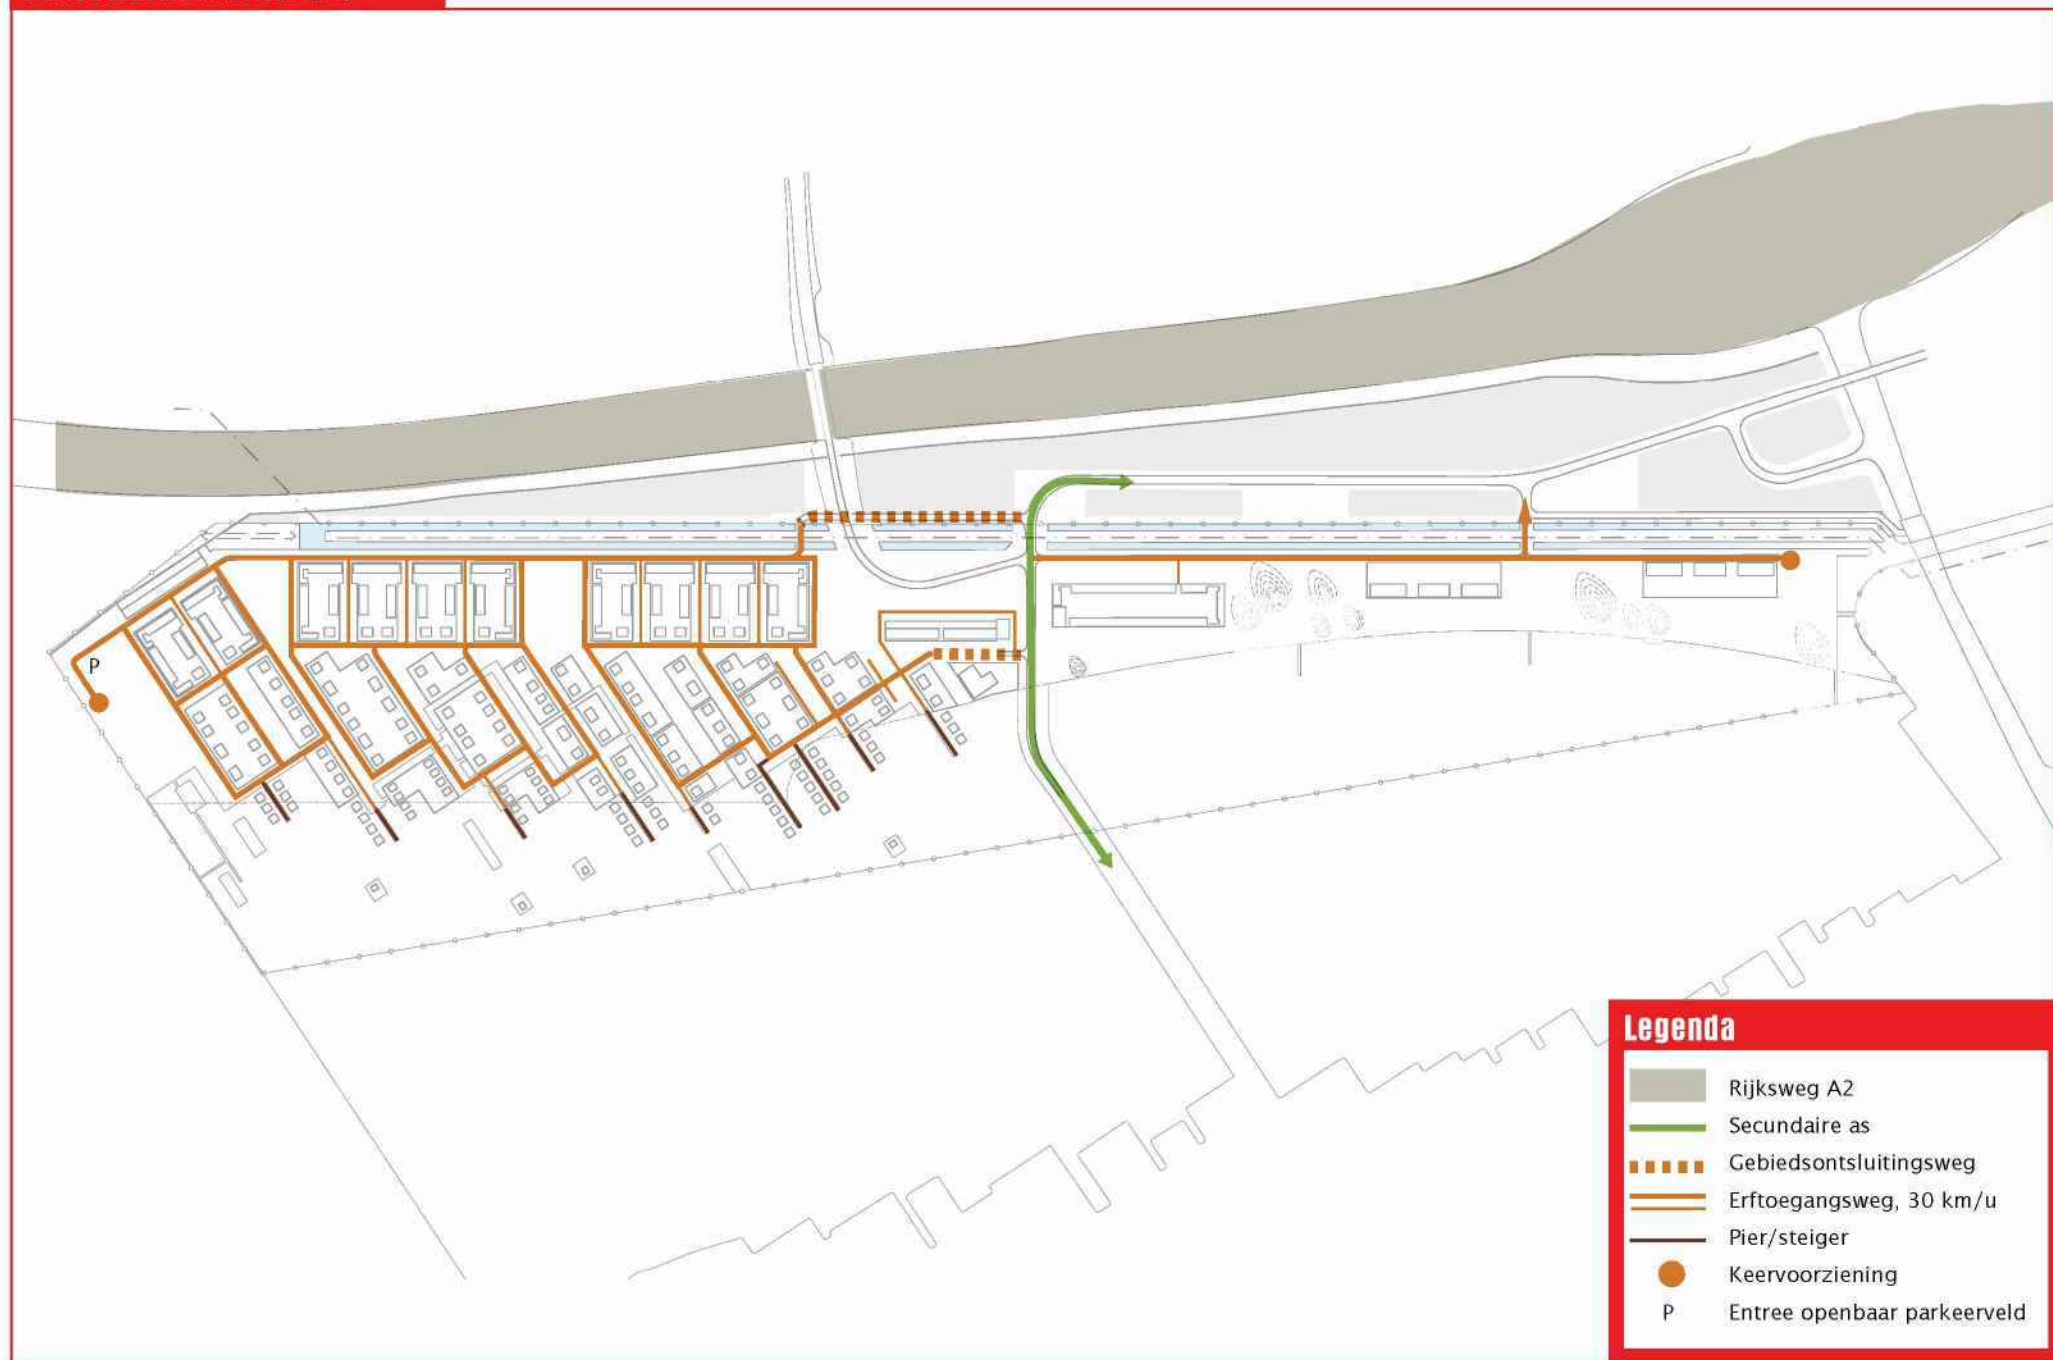 P
Legenda
Rijksweg A2
Secundaire as
Gebiedsontsluitingsweg
Erftoegangsweg, 30 km/u
Pier/steiger
Keervoorziening
P Entree openbaar parkeerveld